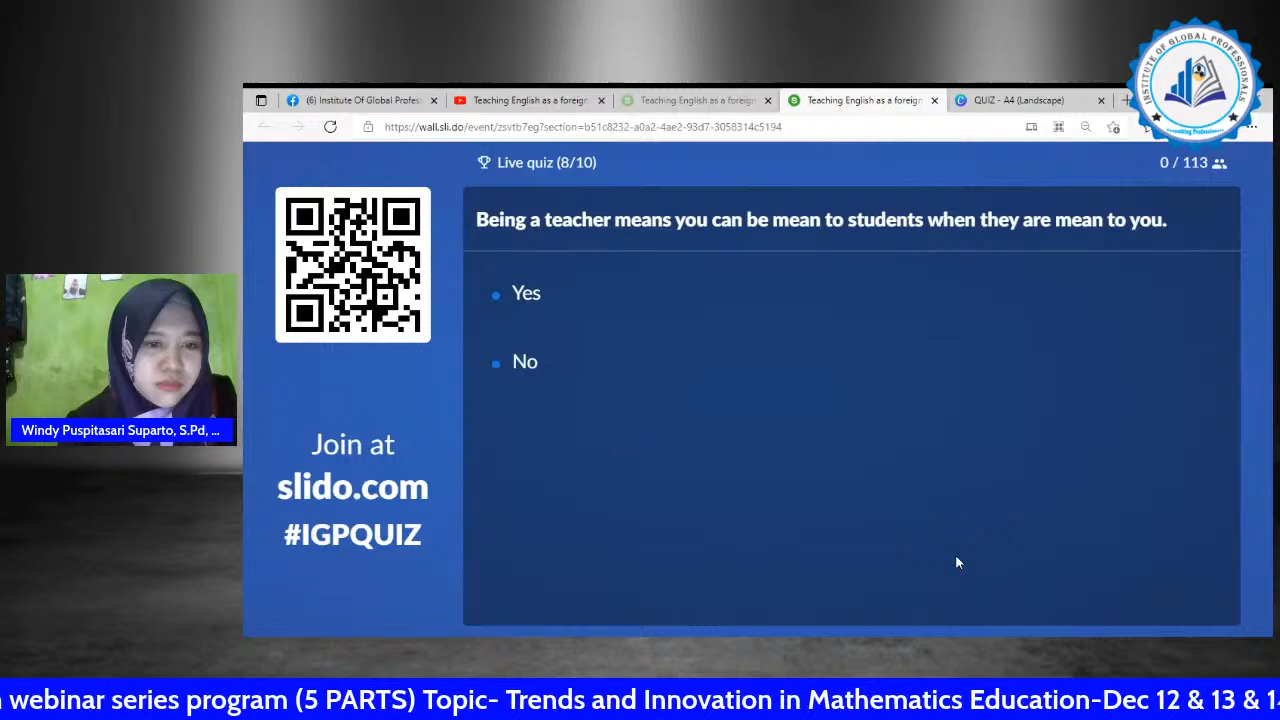 INSTITUTE OF GLOBAL PROFESSIONALS
Consulting Professionals
(6) Institute Of Global Profess
Teaching English as a foreign
Teaching English as a foreign
Teaching English as a foreign
QUIZ - A4 (Landscape)
https://wall.sli.do/event/zsvtb7eg?section=b51c8232-a0a2-4ae2-93d7-3058314c5194
Live quiz (8/10)
0 / 113
Being a teacher means you can be mean to students when they are mean to you.
Yes
No
Windy Puspitasari Suparto, S.Pd, ...
Join at
slido.com
#IGPQUIZ
webinar series program (5 PARTS) Topic- Trends and Innovation in Mathematics Education-Dec 12 & 13 &